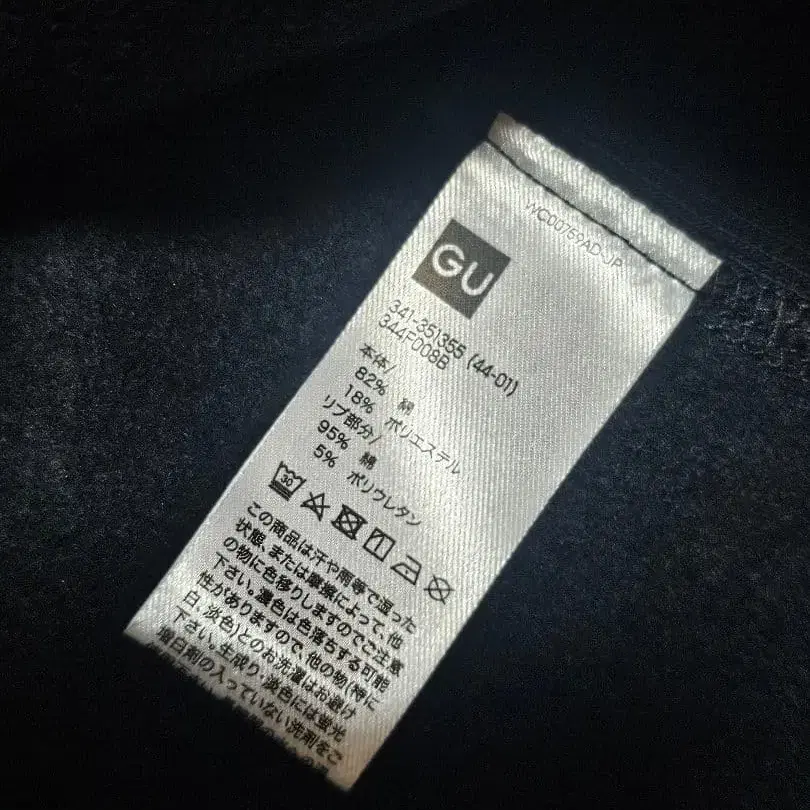 WC00759AD-JP
GU
341-351355 (44-01)
344F008B
本体/
82% 綿
18% ポリエステル
リブ部分/
95% 綿
5% ポリウレタン
30
この商品は汗や雨等で湿った
状態、または摩擦によって、他
の物に色移りしますのでご注意
下さい。濃色は色落ちする可能
性がありますので、他の物(特に
白、淡色)とのお洗濯はお避け
下さい。生成り・淡色には蛍光
増白剤の入っていない洗剤をご